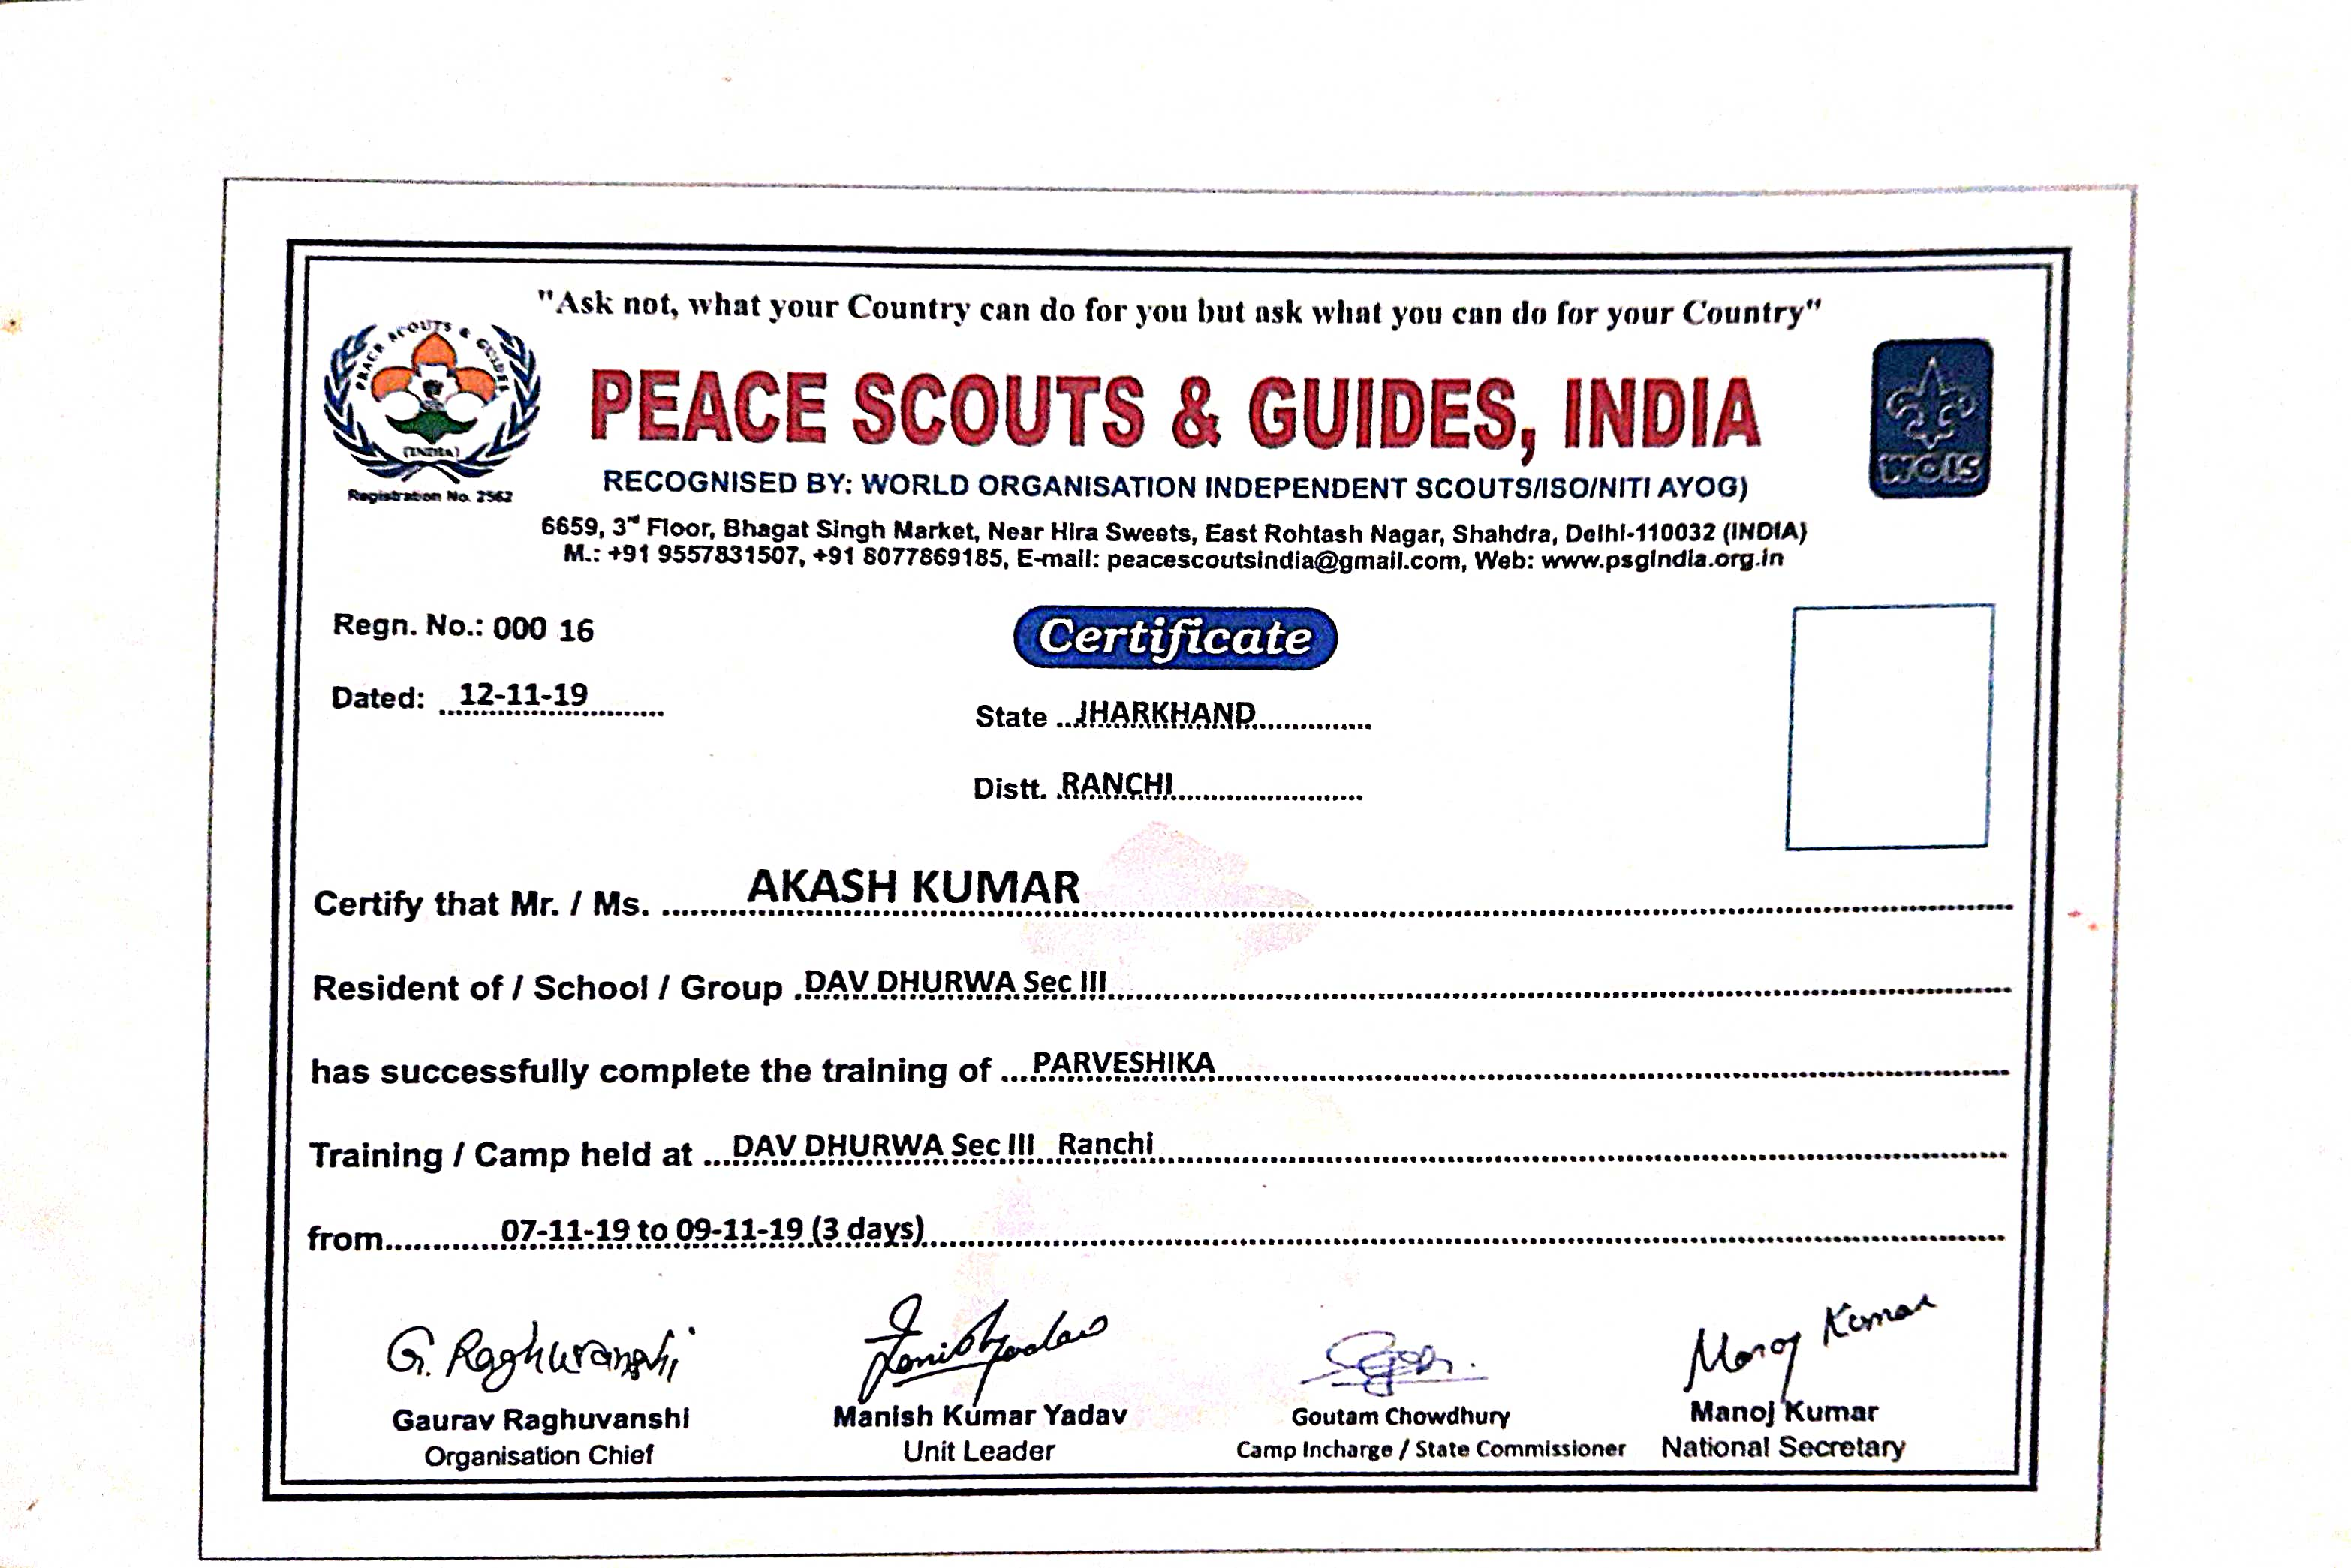 "Ask not, what your Country can do for you but ask what you can do for your Country"
PEACE SCOUTS & GUIDES
(INDIA)
Registration No. 2562
PEACE SCOUTS & GUIDES, INDIA
WOIS
RECOGNISED BY: WORLD ORGANISATION INDEPENDENT SCOUTS/ISO/NITI AYOG)
6659, 3rd Floor, Bhagat Singh Market, Near Hira Sweets, East Rohtash Nagar, Shahdra, Delhi-110032 (INDIA)
M.: +91 9557831507, +91 8077869185, E-mail: peacescoutsindia@gmail.com, Web: www.psgindia.org.in
Regn. No.: 000 16
Certificate
Dated: 12-11-19
State JHARKHAND
Distt. RANCHI
Certify that Mr. / Ms. AKASH KUMAR
Resident of / School / Group DAV DHURWA Sec III
has successfully complete the training of PARVESHIKA
Training / Camp held at DAV DHURWA Sec III Ranchi
from 07-11-19 to 09-11-19 (3 days)
G. Raghuvanshi Manoj Kumar
Gaurav Raghuvanshi Manish Kumar Yadav Goutam Chowdhury Manoj Kumar
Organisation Chief Unit Leader Camp Incharge / State Commissioner National Secretary